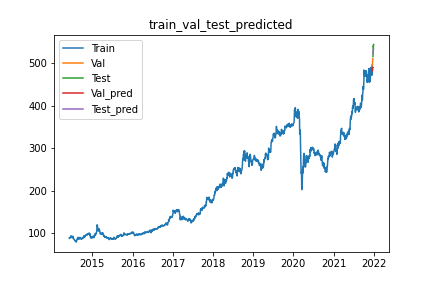 train_val_test_predicted
Train
Val
Test
Val_pred
Test_pred
500
400
300
200
100
2015 2016 2017 2018 2019 2020 2021 2022